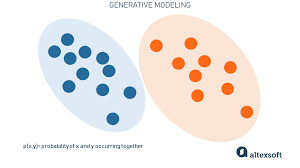 GENERATIVE MODELING
p(x,y)= probability of x and y occurring together
altexsoft